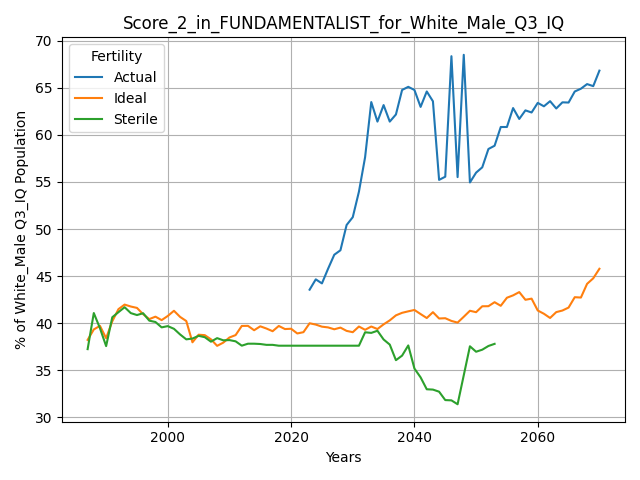 Score_2_in_FUNDAMENTALIST_for_White_Male_Q3_IQ
Fertility
Actual
Ideal
Sterile
% of White_Male Q3_IQ Population
70
65
60
55
50
45
40
35
30
2000
2020
2040
2060
Years